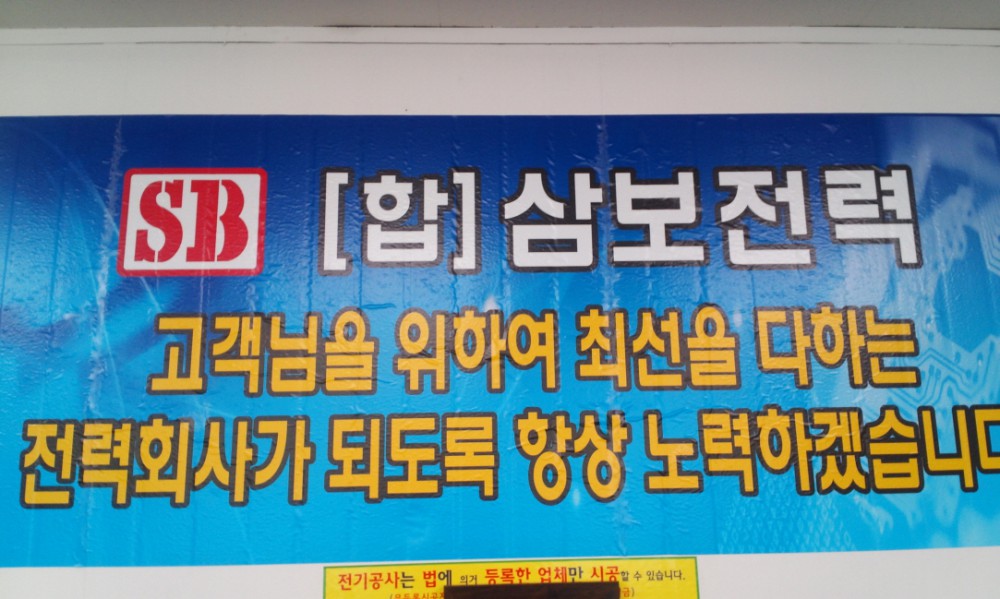 SB [합] 삼보전력
고객님을 위하여 최선을 다하는
전력회사가 되도록 항상 노력하겠습니다
전기공사는 법에 의거 등록한 업체만 시공할 수 있습니다.